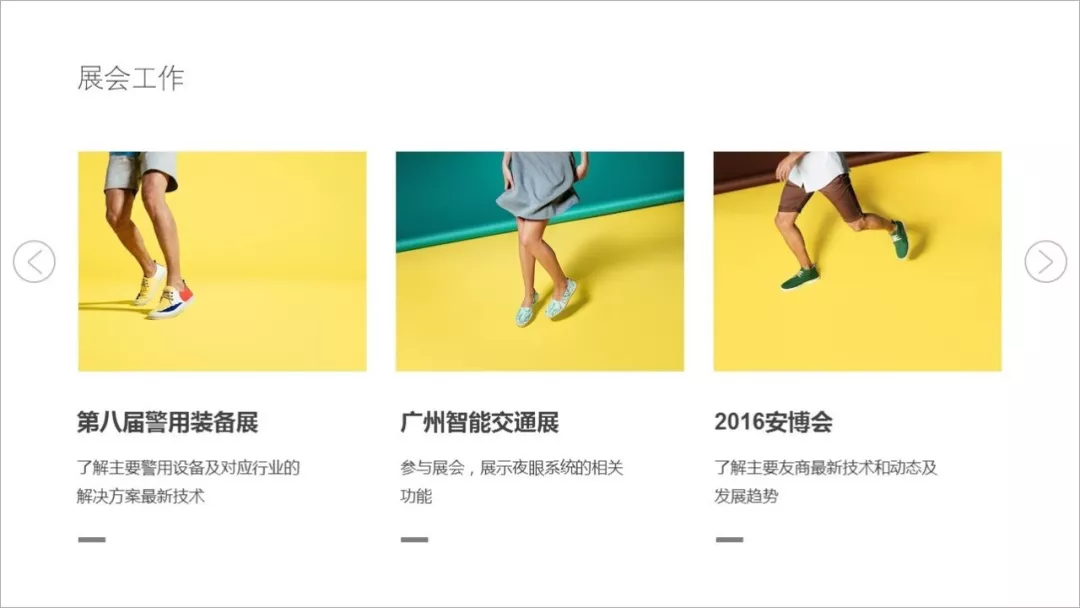 展会工作
第八届警用装备展
了解主要警用设备及对应行业的
解决方案最新技术
广州智能交通展
参与展会，展示夜眼系统的相关
功能
2016安博会
了解主要友商最新技术和动态及
发展趋势